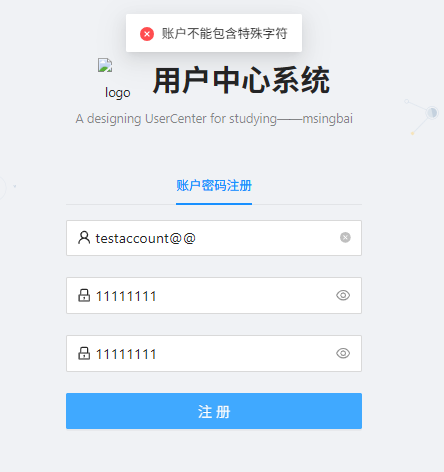 账户不能包含特殊字符
logo
用户中心系统
A designing UserCenter for studying——msingbai
账户密码注册
testaccount@@
11111111
11111111
注 册